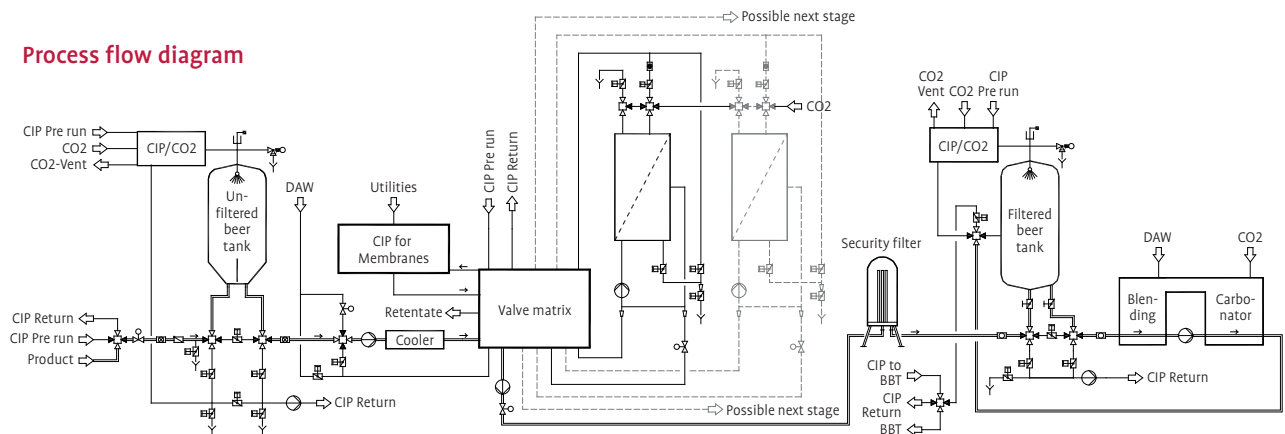 Process flow diagram
Possible next stage
CO2
CIP Pre run
CO2
CO2-Vent
CIP/CO2
Un-
filtered
beer
tank
DAW
Utilities
CIP for
Membranes
CIP Pre run
CIP Return
Valve matrix
Retentate
Cooler
CIP Return
CIP Pre run
Product
CIP Return
Possible next stage
Security filter
CO2
Vent
CO2
CIP
Pre run
CIP/CO2
Filtered
beer
tank
DAW
CO2
Blen-
ding
Carbo-
nator
CIP to
BBT
CIP
Return
BBT
CIP Return